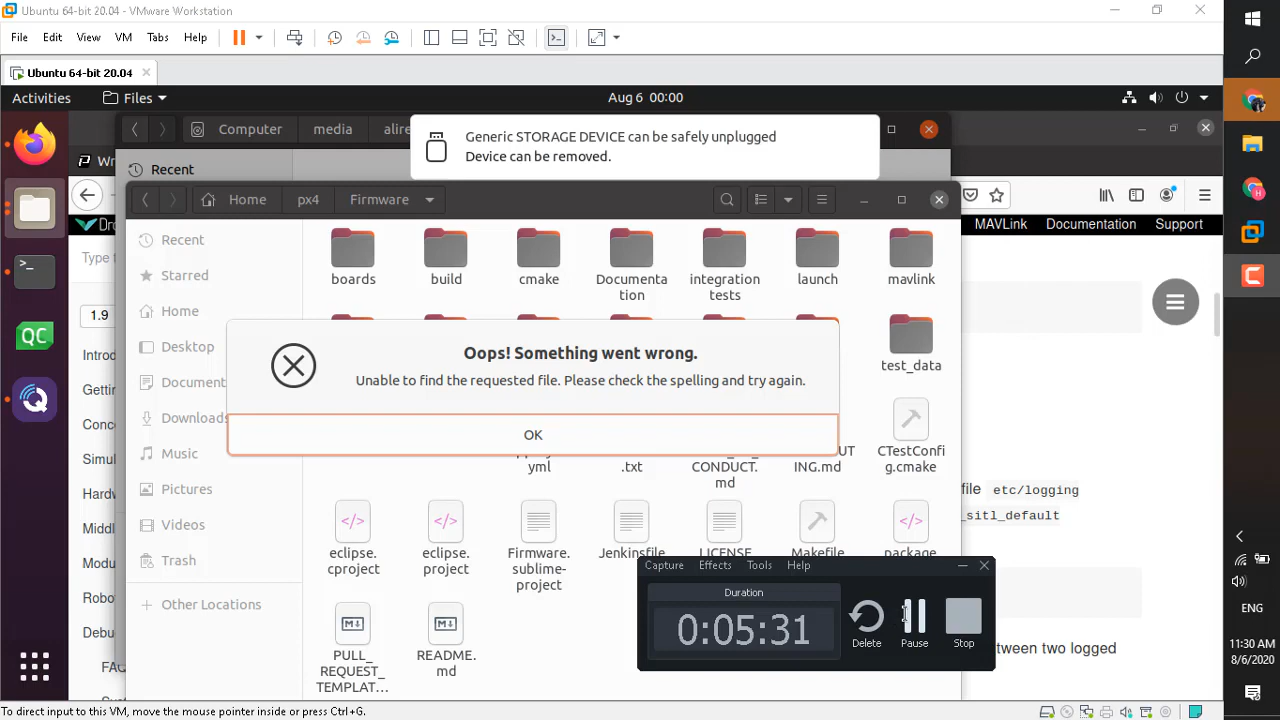 Ubuntu 64-bit 20.04 - VMware Workstation
File Edit View VM Tabs Help
Ubuntu 64-bit 20.04
Activities Files Aug 6 00:00
Computer media alire
Generic STORAGE DEVICE can be safely unplugged
Device can be removed.
Recent
Home px4 Firmware
MAVLink Documentation Support
Type
1.9
Introd
Getti
Conc
Simul
Hardw
Middl
Modu
Robo
Debu
FAC
Recent
Starred
Home
Desktop
Document
Downloads
Music
Pictures
Videos
Trash
Other Locations
boards
build
cmake
Documenta
tion
integration
tests
launch
mavlink
test_data
Oops! Something went wrong.
Unable to find the requested file. Please check the spelling and try again.
OK
yml
.txt
CONDUCT.
md
ING.md
CTestConfi
g.cmake
eclipse.
cproject
eclipse.
project
Firmware.
sublime-
project
Jenkinsfile
LICENSE
Makefile
package.
PULL_
REQUEST_
TEMPLAT...
README.
md
file etc/logging
_sitl_default
tween two logged
Capture Effects Tools Help
Duration
0:05:31
Delete Pause Stop
ENG
11:30 AM
8/6/2020
To direct input to this VM, move the mouse pointer inside or press Ctrl+G.